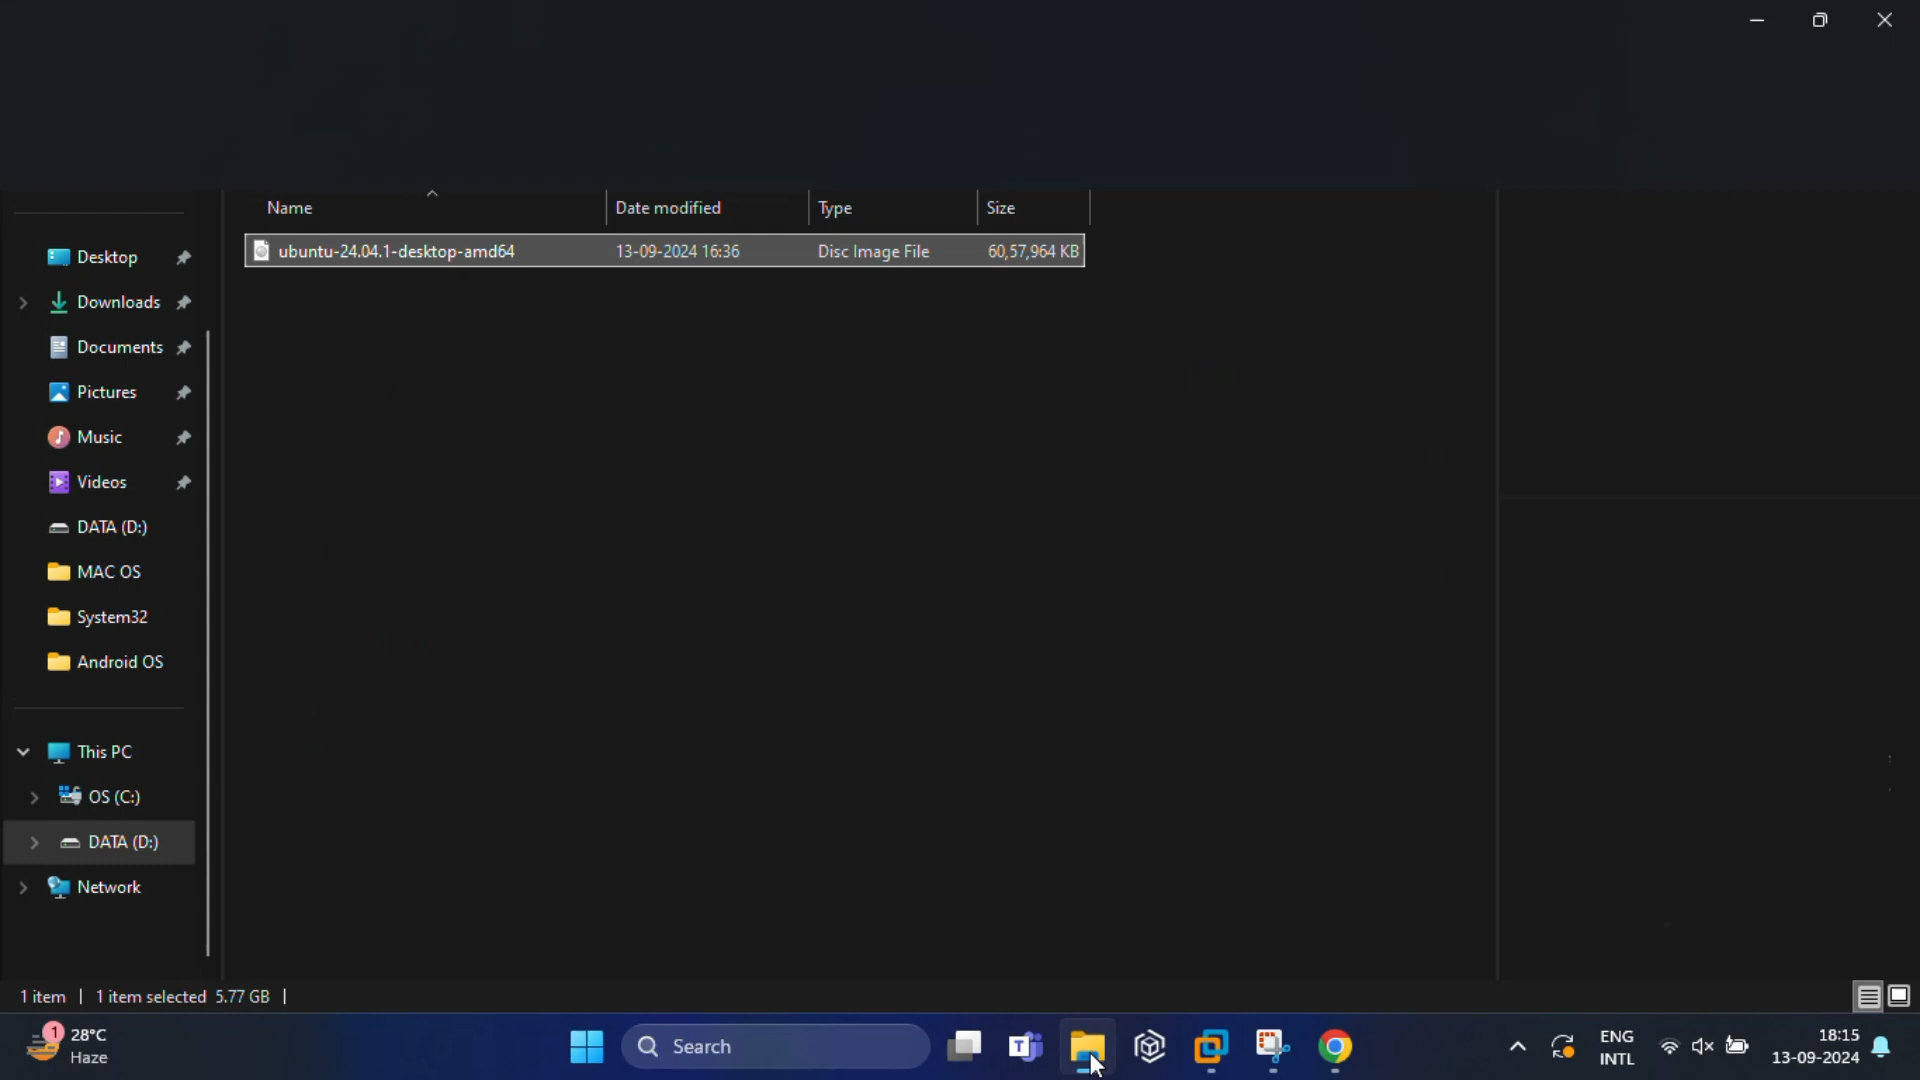 Name Date modified Type Size
ubuntu-24.04.1-desktop-amd64 13-09-2024 16:36 Disc Image File 60,57,964 KB
Desktop
Downloads
Documents
Pictures
Music
Videos
DATA (D:)
MAC OS
System32
Android OS
This PC
OS (C:)
DATA (D:)
Network
1 item | 1 item selected 5.77 GB |
1 28°C
Haze
Search
T
ENG
INTL
18:15
13-09-2024